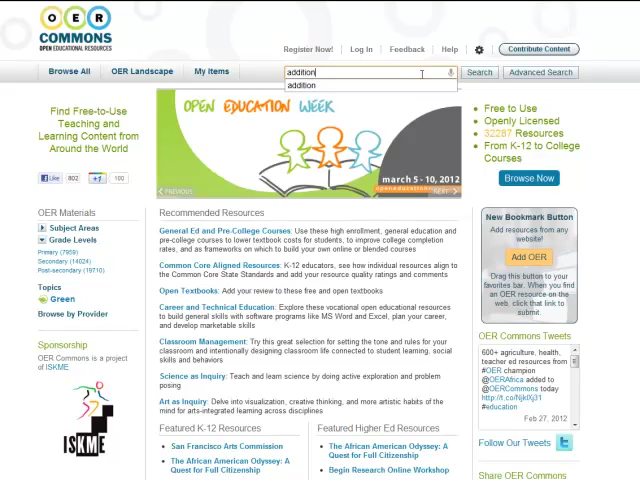 OER
COMMONS
OPEN EDUCATIONAL RESOURCES
Register Now! Log In Feedback Help Contribute Content
Browse All OER Landscape My Items addition Search Advanced Search
addition
Find Free-to-Use
Teaching and
Learning Content from
Around the World
Like 802 +1 100
OPEN EDUCATION WEEK
march 5 - 10, 2012
PREVIOUS NEXT
Free to Use
Openly Licensed
32287 Resources
From K-12 to College
Courses
Browse Now
OER Materials
Subject Areas
Grade Levels
Primary (7959)
Secondary (14024)
Post-secondary (19710)
Topics
Green
Browse by Provider
Sponsorship
OER Commons is a project
of ISKME
ISKME
Recommended Resources
General Ed and Pre-College Courses: Use these high enrollment, general education
and pre-college courses to lower textbook costs for students, to improve college completion
rates, and as frameworks on which to build your own online or blended courses
Common Core Aligned Resources: K-12 educators, see how individual resources align to
the Common Core State Standards and add your resource quality ratings and comments
Open Textbooks: Add your review to these free and open textbooks
Career and Technical Education: Explore these vocational open educational resources
to build general skills with software programs like MS Word and Excel, plan your career,
and develop marketable skills
Classroom Management: Try this great selection for setting the tone and rules for your
classroom and intentionally designing classroom life connected to student learning, social
skills and behaviors
Science as Inquiry: Teach and learn science by doing active exploration and problem
posing
Art as Inquiry: Delve into visualization, creative thinking, and more artistic habits of the
mind for arts-integrated learning across disciplines
Featured K-12 Resources
San Francisco Arts Commission
The African American Odyssey: A
Quest for Full Citizenship
Featured Higher Ed Resources
The African American Odyssey: A
Quest for Full Citizenship
Begin Research Online Workshop
New Bookmark Button
Add resources from any
website!
Add OER
Drag this button to your
favorites bar. When you find
an OER resource on the
web, click that link to
submit.
OER Commons Tweets
600+ agriculture, health,
teacher ed resources from
#OER champion
@OERAfrica added to
@OERCommons today
http://t.co/NjklXj31
#education
Feb 27, 2012
Follow Our Tweets
Share OER Commons